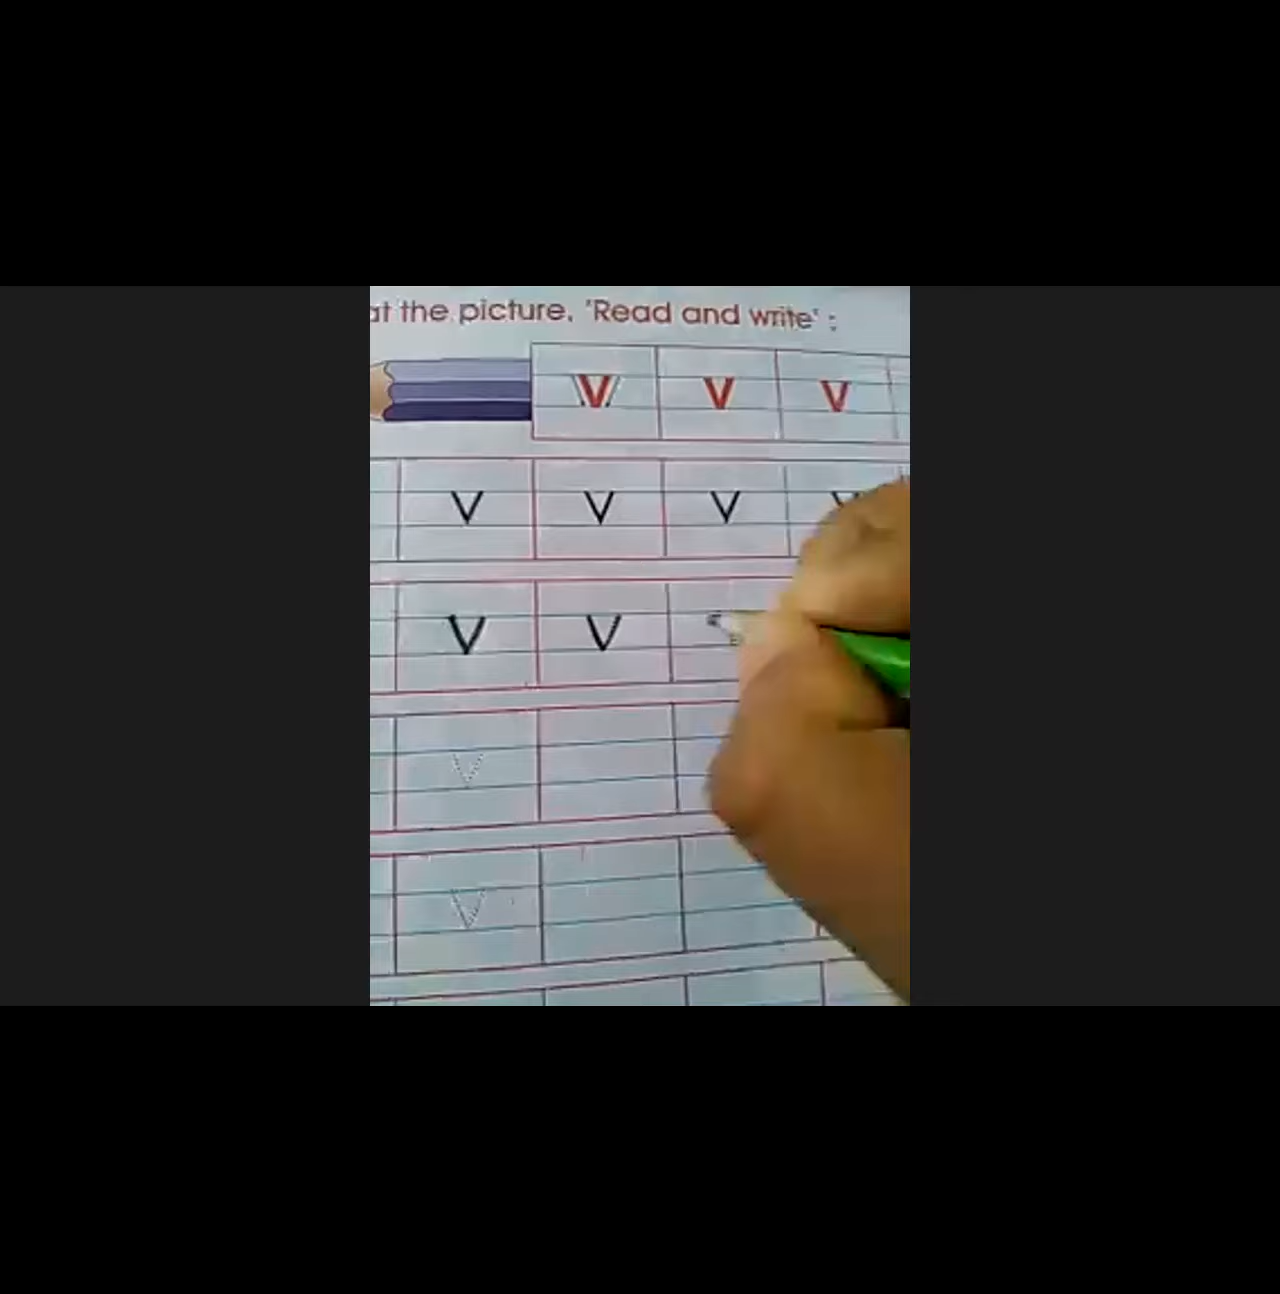 at the picture. 'Read and write' :
v v v
v v v v
v v
v
v